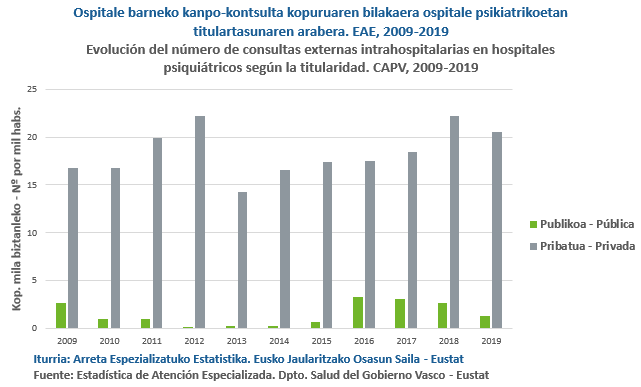 Ospitale barneko kanpo-kontsulta kopuruaren bilakaera ospitale psikiatrikoetan
titulartasunaren arabera. EAE, 2009-2019
Evolución del número de consultas externas intrahospitalarias en hospitales
psiquiátricos según la titularidad. CAPV, 2009-2019
Kop. mila biztanleko - Nº por mil habs.
25
20
15
10
5
0
2009 2010 2011 2012 2013 2014 2015 2016 2017 2018 2019
Publikoa - Pública
Pribatua - Privada
Iturria: Arreta Espezializatuko Estatistika. Eusko Jaularitzako Osasun Saila - Eustat
Fuente: Estadística de Atención Especializada. Dpto. Salud del Gobierno Vasco - Eustat